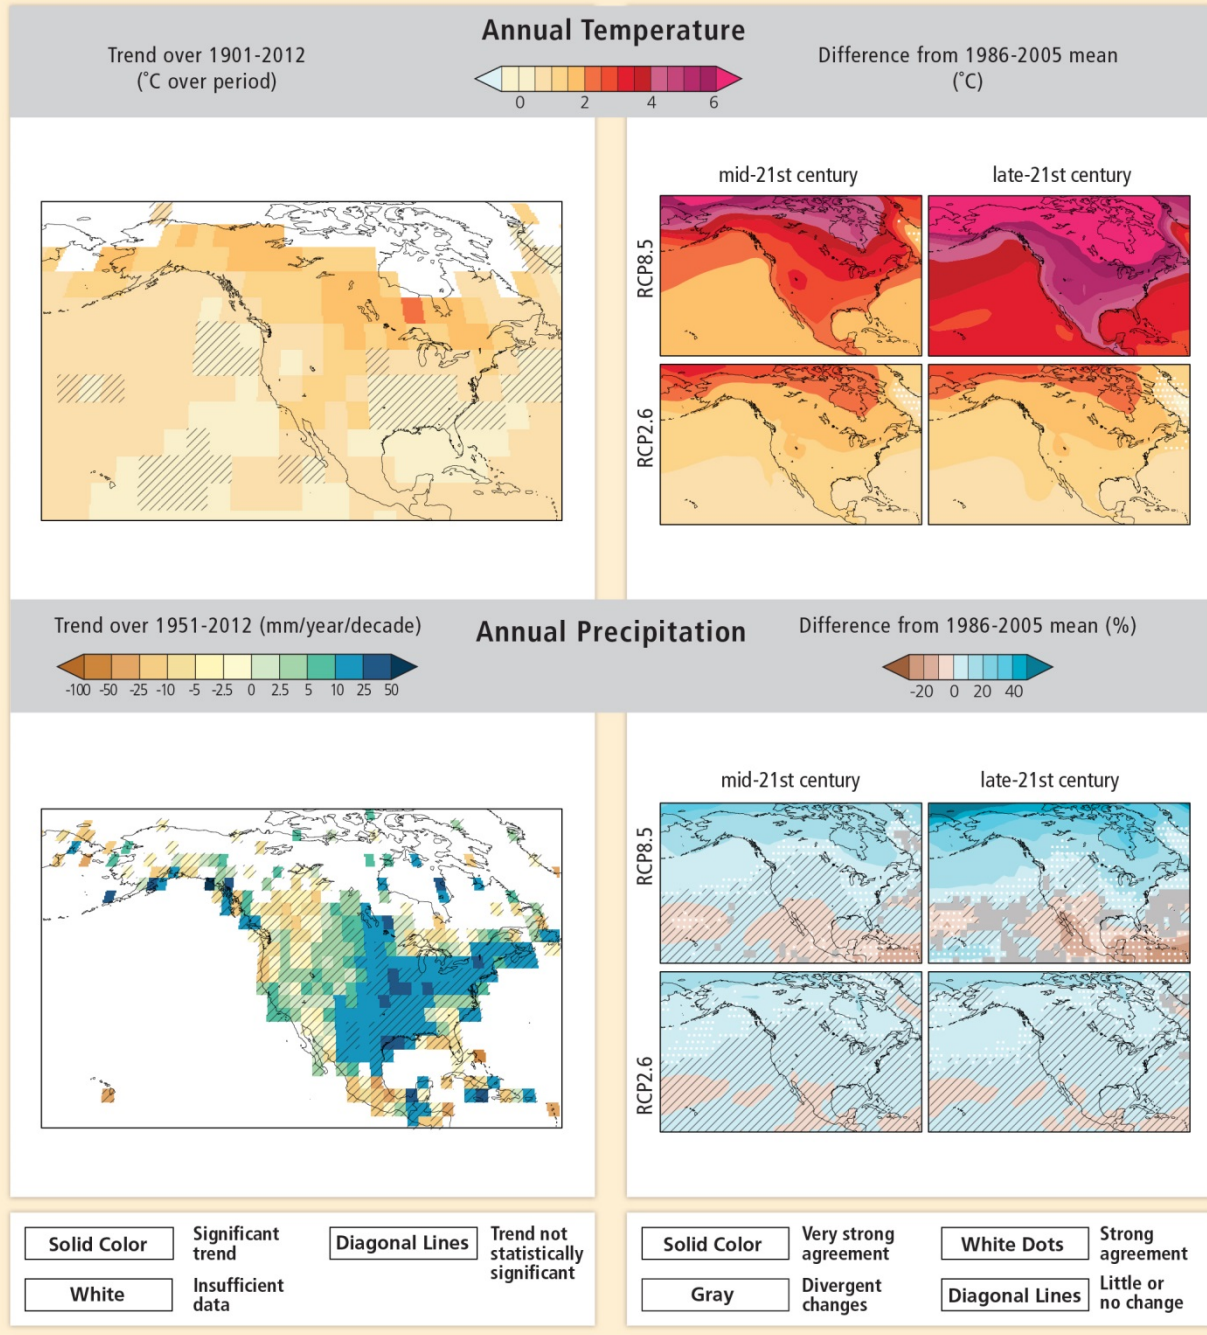 Annual Temperature
Trend over 1901-2012
(˚C over period)
0 2 4 6
Difference from 1986-2005 mean
(˚C)
mid-21st century
late-21st century
RCP8.5
RCP2.6
Trend over 1951-2012 (mm/year/decade)
-100 -50 -25 -10 -5 -2.5 0 2.5 5 10 25 50
Annual Precipitation
Difference from 1986-2005 mean (%)
-20 0 20 40
mid-21st century
late-21st century
RCP8.5
RCP2.6
Solid Color
Significant
trend
Diagonal Lines
Trend not
statistically
significant
White
Insufficient
data
Solid Color
Very strong
agreement
White Dots
Strong
agreement
Gray
Divergent
changes
Diagonal Lines
Little or
no change